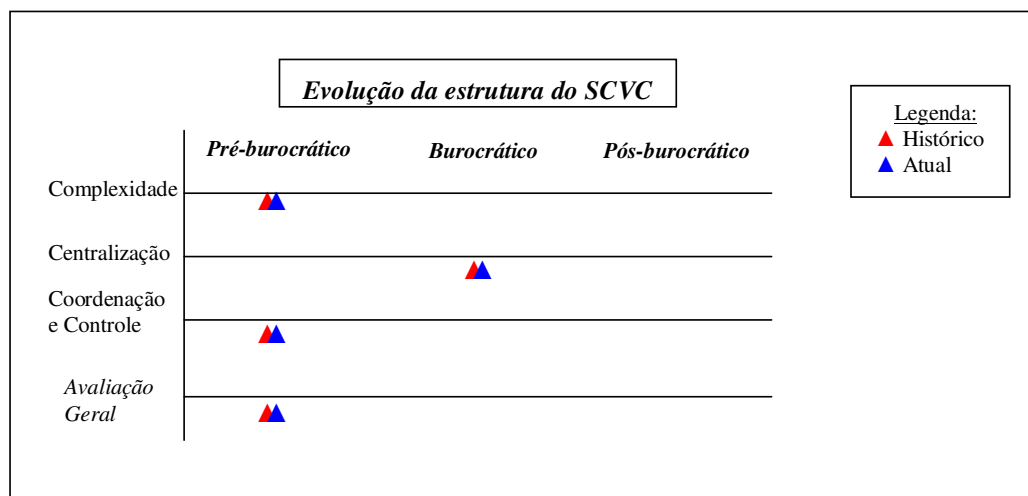 Evolução da estrutura do SCVC
Legenda:
Histórico
Atual
Pré-burocrático Burocrático Pós-burocrático
Complexidade
Centralização
Coordenação
e Controle
Avaliação
Geral